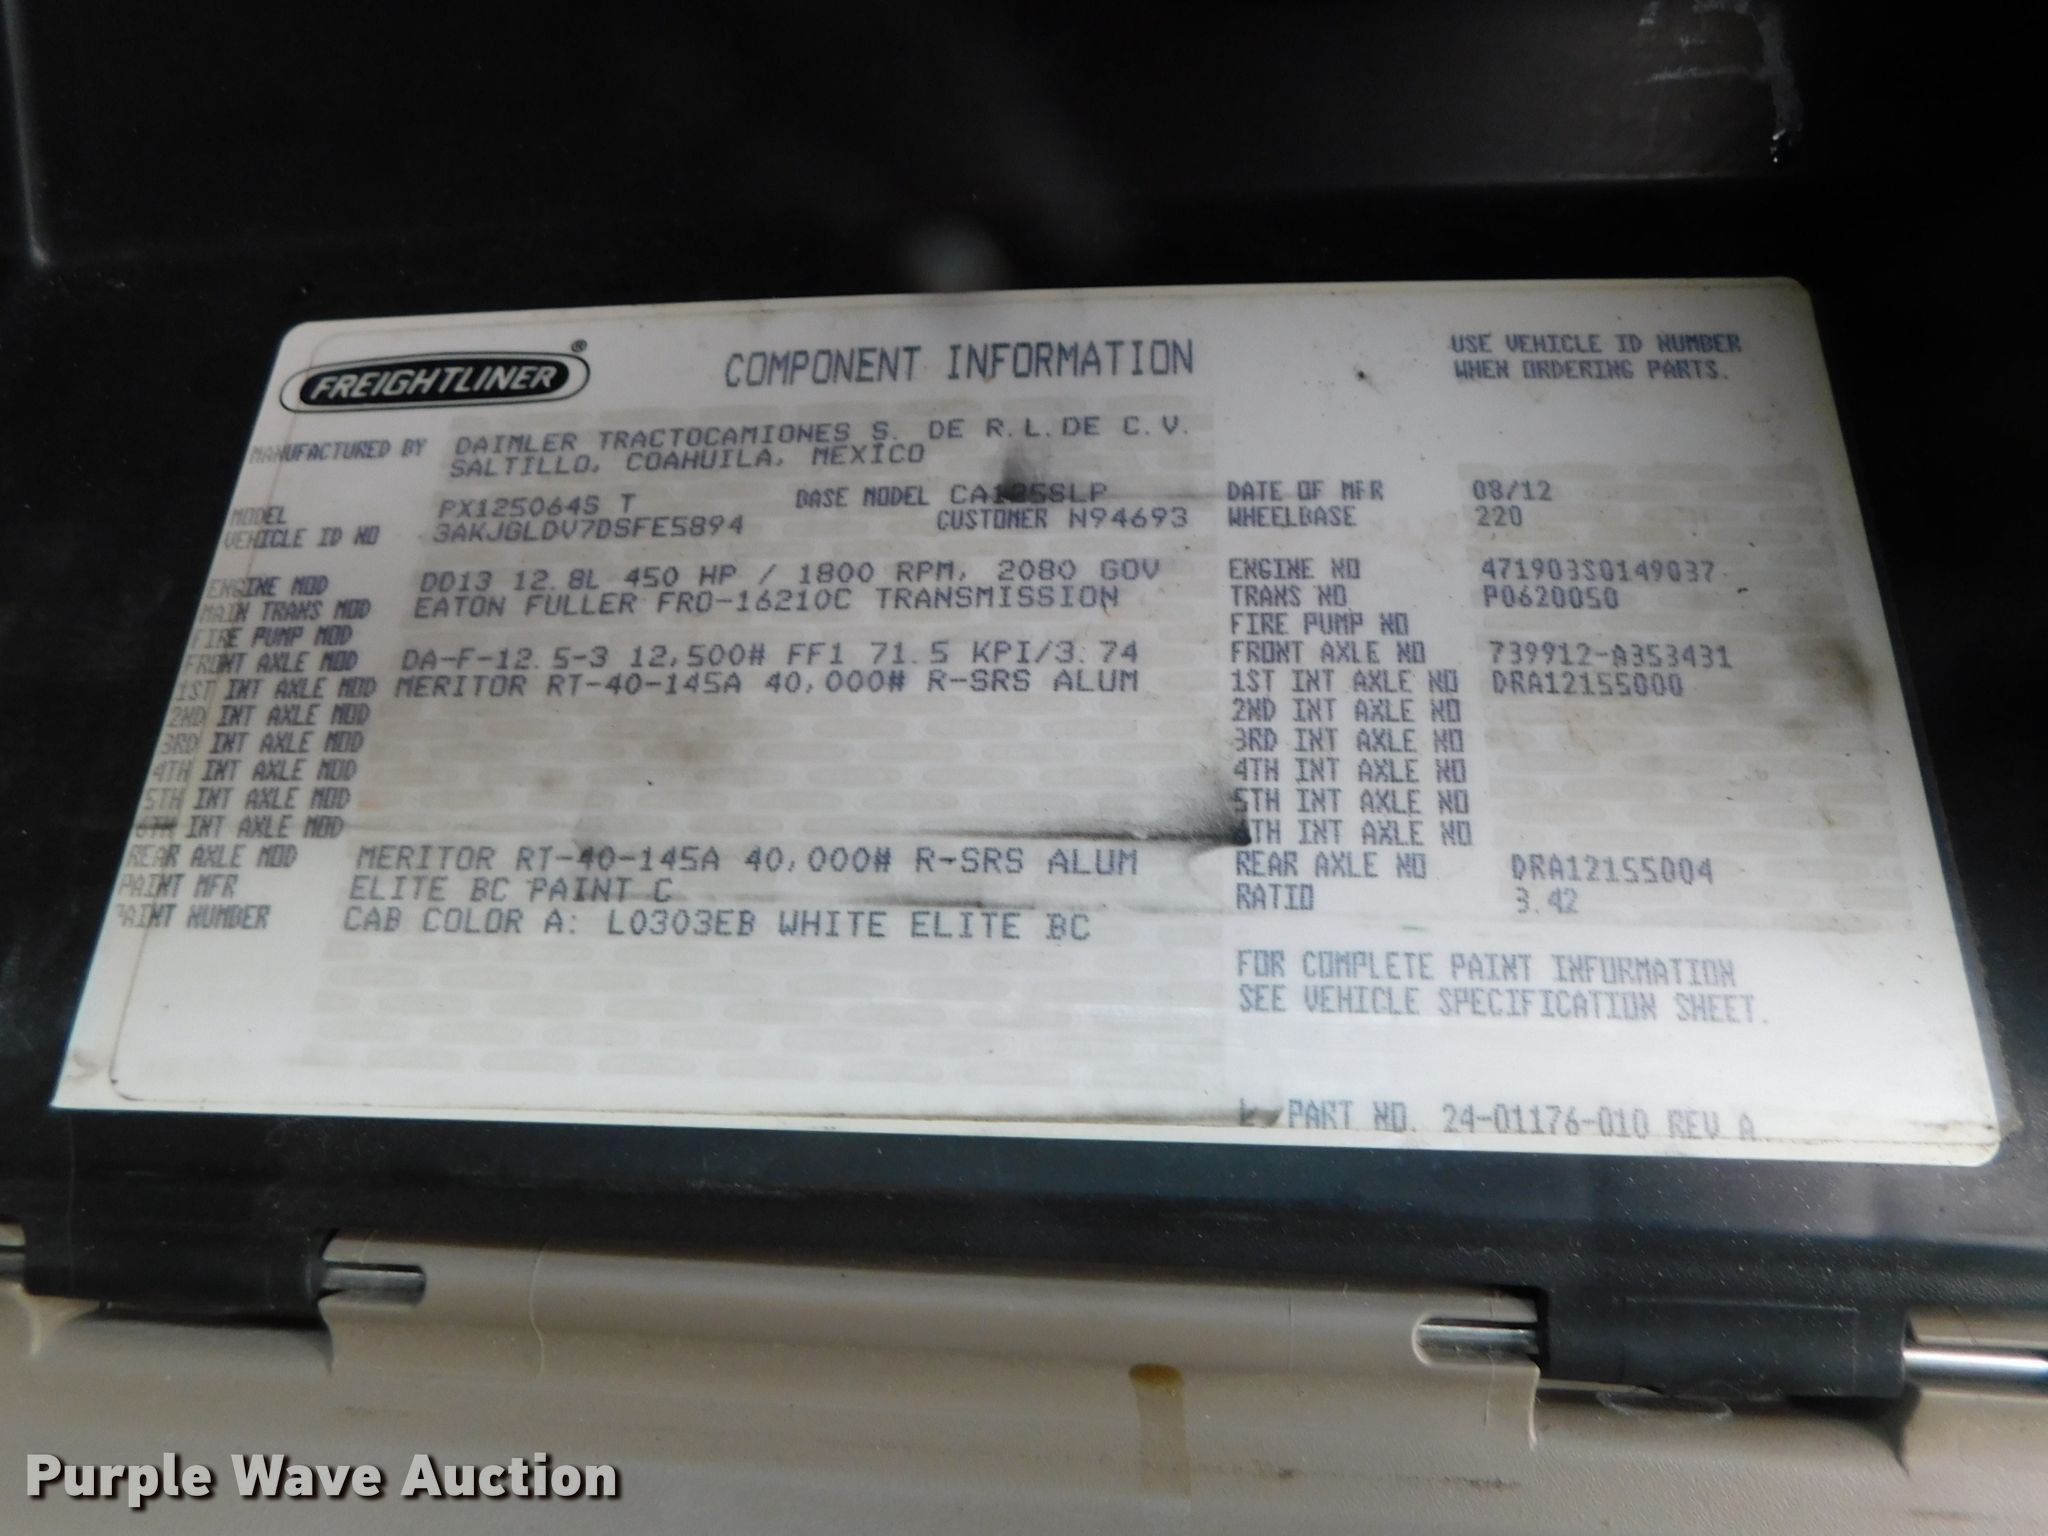 FREIGHTLINER ®
COMPONENT INFORMATION
USE VEHICLE ID NUMBER
WHEN ORDERING PARTS.
MANUFACTURED BY DAIMLER TRACTOCAMIONES S. DE R.L.DE C.V.
SALTILLO, COAHUILA, MEXICO
MODEL PX125064S T BASE MODEL CA125SLP
VEHICLE ID NO 3AKJGLDV7DSFE5894 CUSTOMER N94693
DATE OF MFR 08/12
WHEELBASE 220
ENGINE MOD DD13 12.8L 450 HP / 1800 RPM, 2080 GOV
MAIN TRANS MOD EATON FULLER FRO-16210C TRANSMISSION
FIRE PUMP MOD
FRONT AXLE MOD DA-F-12.5-3 12,500# FF1 71.5 KPI/3.74
1ST INT AXLE MOD MERITOR RT-40-145A 40,000# R-SRS ALUM
2ND INT AXLE MOD
3RD INT AXLE MOD
4TH INT AXLE MOD
5TH INT AXLE MOD
6TH INT AXLE MOD
REAR AXLE MOD MERITOR RT-40-145A 40,000# R-SRS ALUM
PAINT MFR ELITE BC PAINT C
PAINT NUMBER CAB COLOR A: L0303EB WHITE ELITE BC
ENGINE NO 471903S0149037
TRANS NO P0620050
FIRE PUMP NO
FRONT AXLE NO 739912-A353431
1ST INT AXLE NO DRA12155000
2ND INT AXLE NO
3RD INT AXLE NO
4TH INT AXLE NO
5TH INT AXLE NO
6TH INT AXLE NO
REAR AXLE NO DRA12155004
RATIO 3.42
FOR COMPLETE PAINT INFORMATION
SEE VEHICLE SPECIFICATION SHEET.
PART NO. 24-01176-010 REV A
Purple Wave Auction